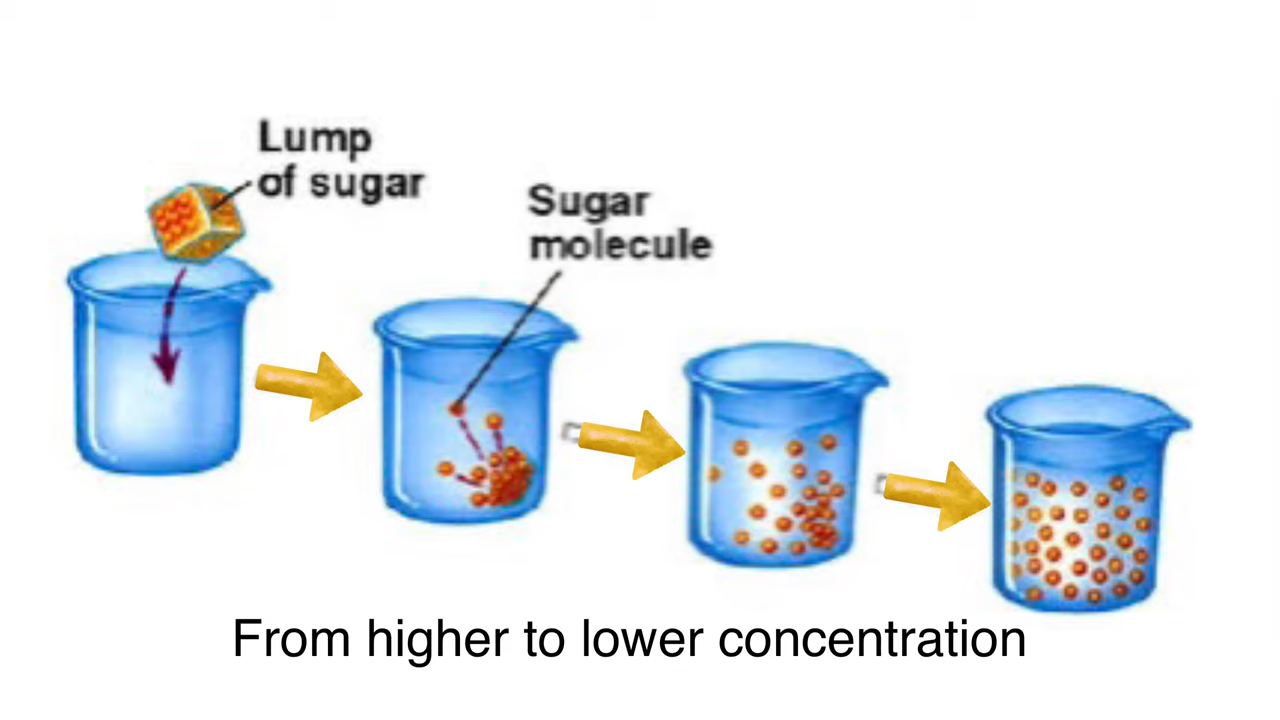 Lump
of sugar
Sugar
molecule
From higher to lower concentration